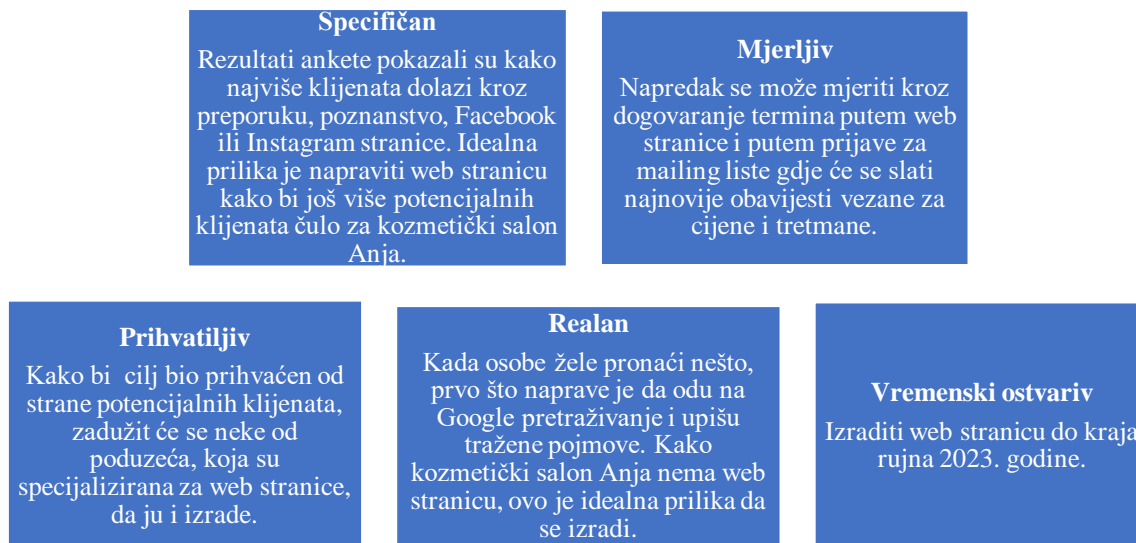 Specifičan
Rezultati ankete pokazali su kako
najviše klijenata dolazi kroz
preporuku, poznanstvo, Facebook
ili Instagram stranice. Idealna
prilika je napraviti web stranicu
kako bi još više potencijalnih
klijenata čulo za kozmetički salon
Anja.
Mjerljiv
Napredak se može mjeriti kroz
dogovaranje termina putem web
stranice i putem prijave za
mailing liste gdje će se slati
najnovije obavijesti vezane za
cijene i tretmane.
Prihvatiljiv
Kako bi cilj bio prihvaćen od
strane potencijalnih klijenata,
zadužit će se neke od
poduzeća, koja su
specijalizirana za web stranice,
da ju i izrade.
Realan
Kada osobe žele pronaći nešto,
prvo što naprave je da odu na
Google pretraživanje i upišu
tražene pojmove. Kako
kozmetički salon Anja nema web
stranicu, ovo je idealna prilika da
se izradi.
Vremenski ostvariv
Izraditi web stranicu do kraja
rujna 2023. godine.